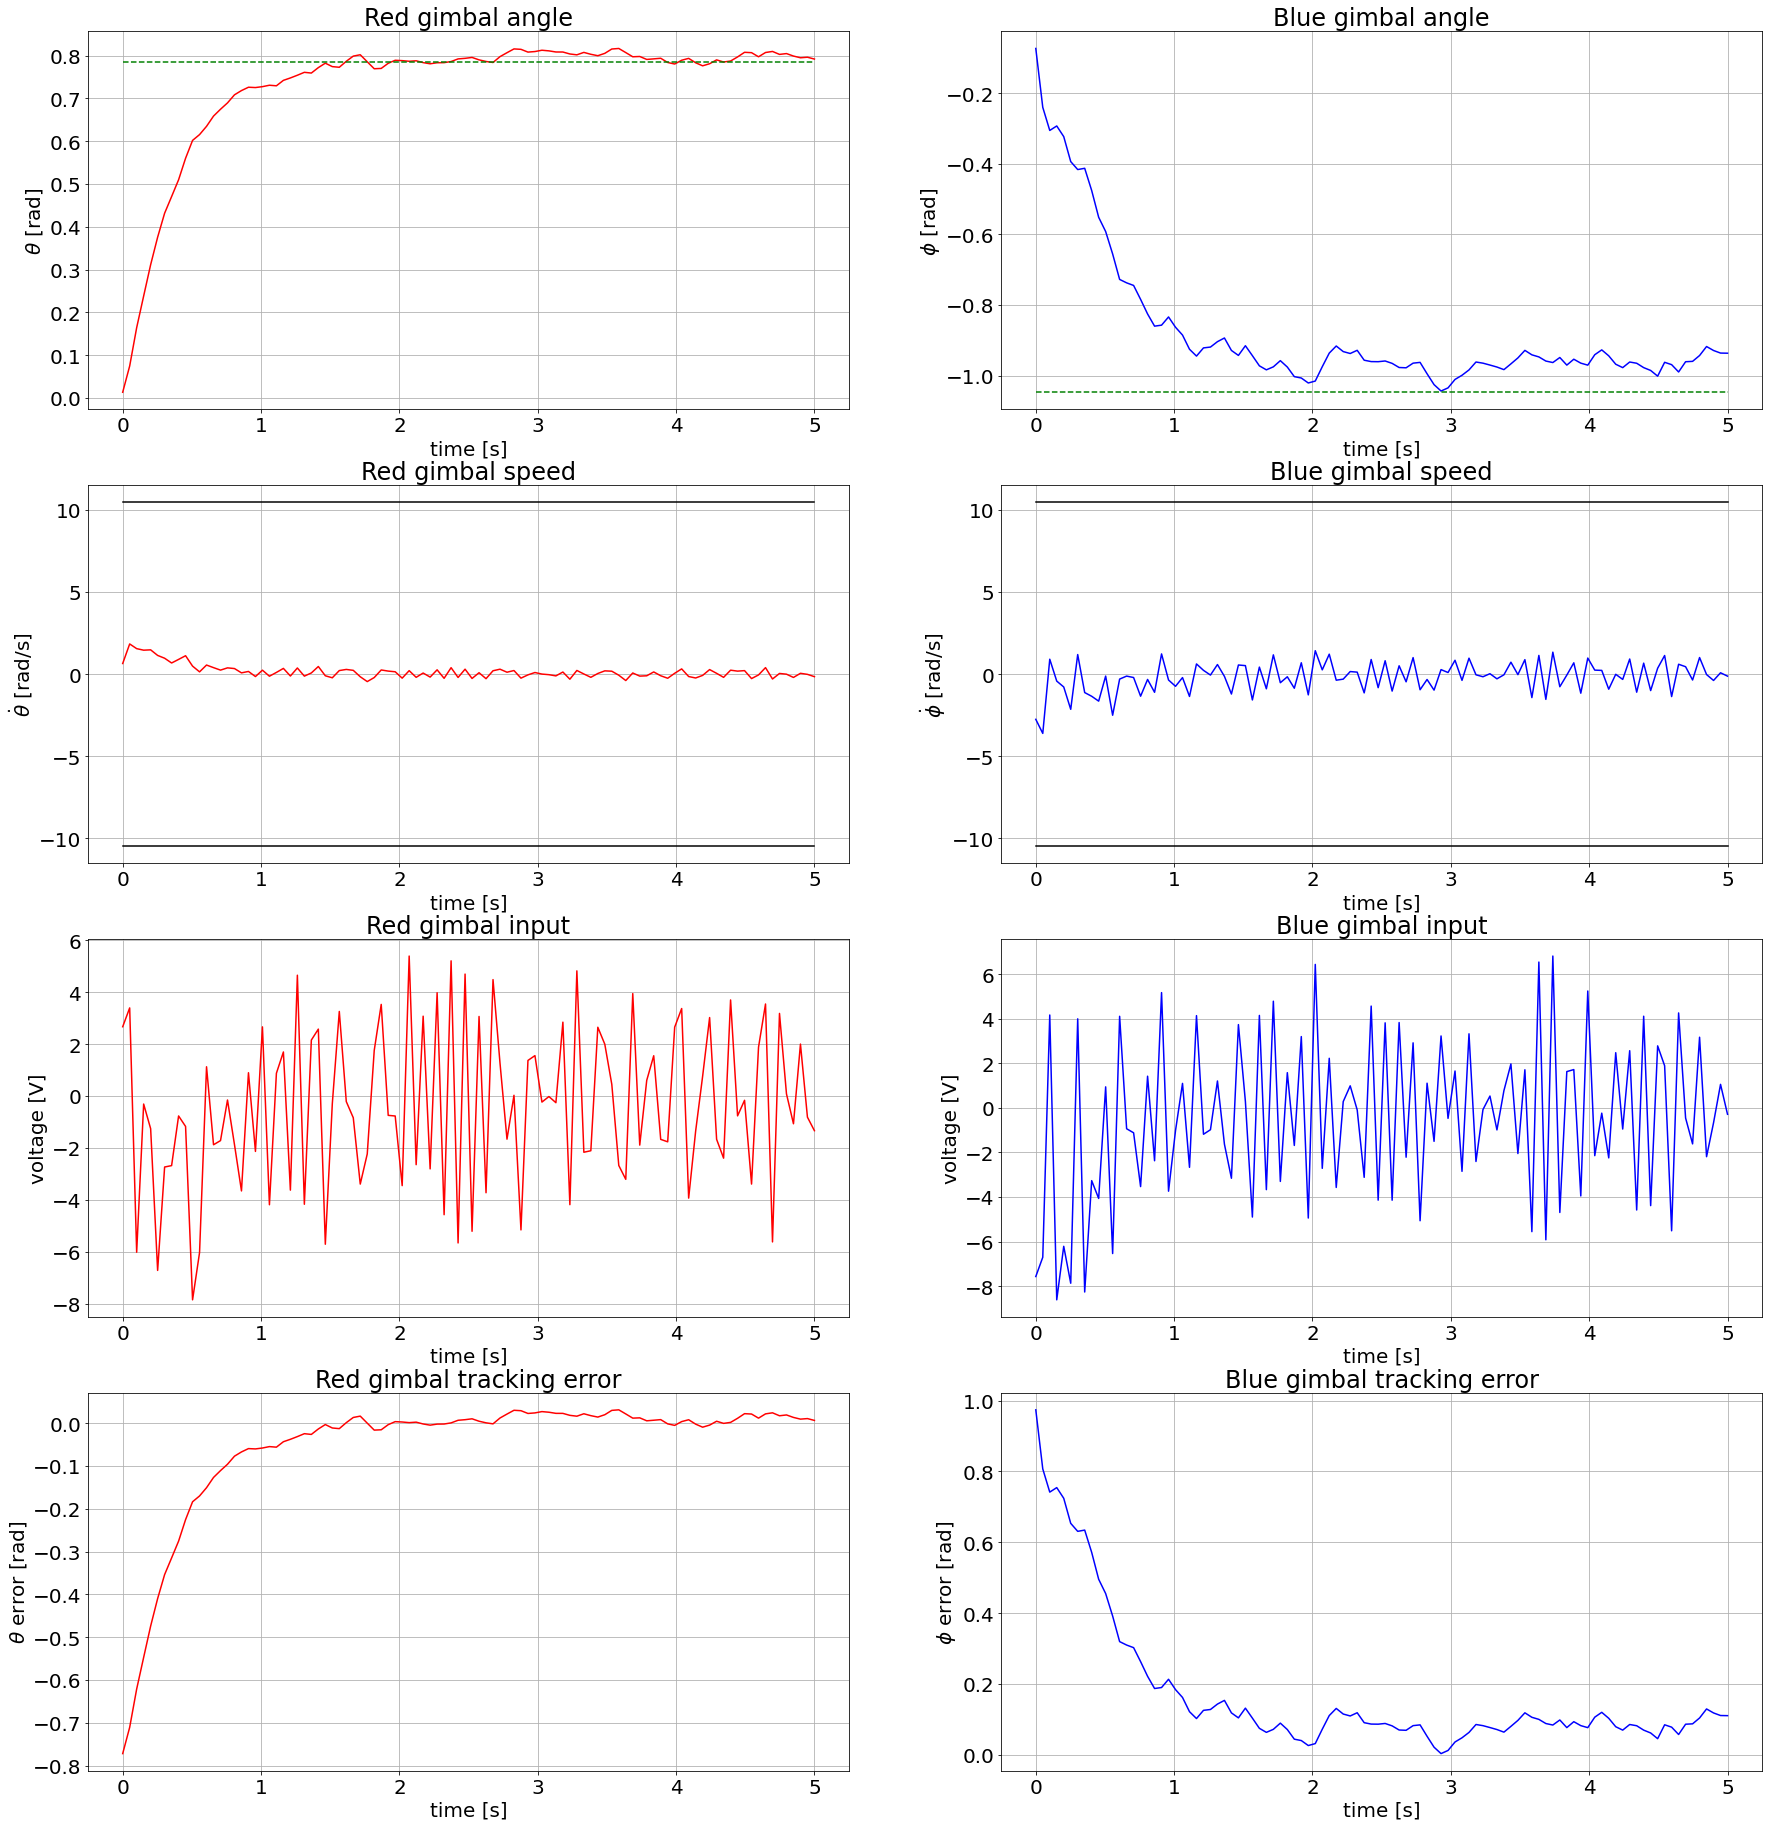 Red gimbal angle
0.8
0.7
0.6
0.5
0.4
0.3
0.2
0.1
0.0
θ [rad]
0 1 2 3 4 5
time [s]
Blue gimbal angle
−0.2
−0.4
−0.6
−0.8
−1.0
ϕ [rad]
0 1 2 3 4 5
time [s]
Red gimbal speed
10
5
0
−5
−10
θ̇ [rad/s]
0 1 2 3 4 5
time [s]
Blue gimbal speed
10
5
0
−5
−10
ϕ̇ [rad/s]
0 1 2 3 4 5
time [s]
Red gimbal input
6
4
2
0
−2
−4
−6
−8
voltage [V]
0 1 2 3 4 5
time [s]
Blue gimbal input
6
4
2
0
−2
−4
−6
−8
voltage [V]
0 1 2 3 4 5
time [s]
Red gimbal tracking error
0.0
−0.1
−0.2
−0.3
−0.4
−0.5
−0.6
−0.7
−0.8
θ error [rad]
0 1 2 3 4 5
time [s]
Blue gimbal tracking error
1.0
0.8
0.6
0.4
0.2
0.0
ϕ error [rad]
0 1 2 3 4 5
time [s]